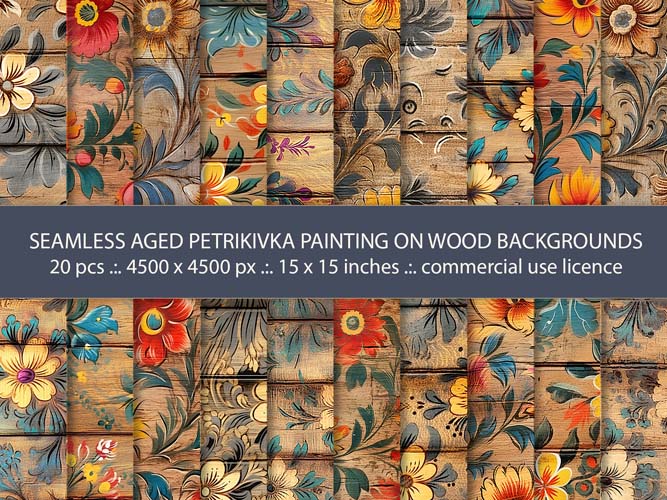 SEAMLESS AGED PETRIKIVKA PAINTING ON WOOD BACKGROUNDS
20 pcs .:. 4500 x 4500 px .:. 15 x 15 inches .:. commercial use licence